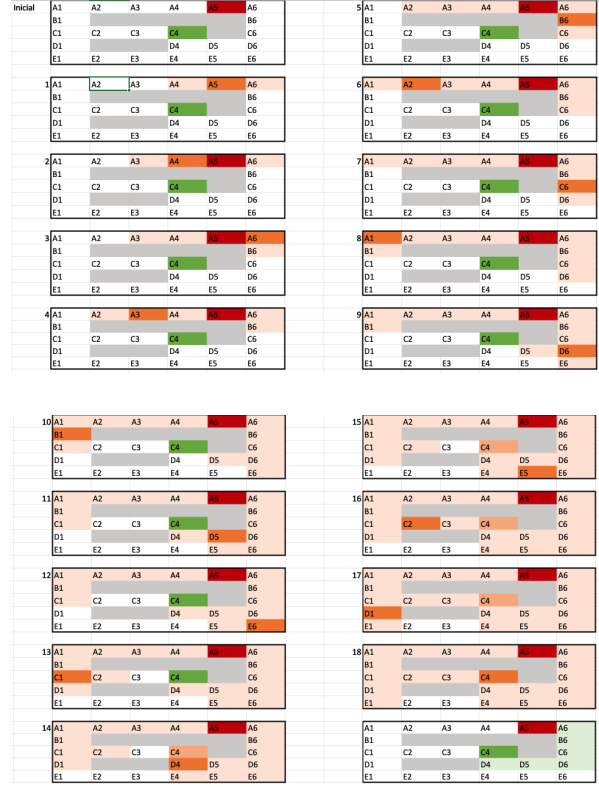 Inicial A1 A2 A3 A4 A5 A6
B1 B6
C1 C2 C3 C4 C6
D1 D4 D5 D6
E1 E2 E3 E4 E5 E6
1 A1 A2 A3 A4 A5 A6
B1 B6
C1 C2 C3 C4 C6
D1 D4 D5 D6
E1 E2 E3 E4 E5 E6
2 A1 A2 A3 A4 A5 A6
B1 B6
C1 C2 C3 C4 C6
D1 D4 D5 D6
E1 E2 E3 E4 E5 E6
3 A1 A2 A3 A4 A5 A6
B1 B6
C1 C2 C3 C4 C6
D1 D4 D5 D6
E1 E2 E3 E4 E5 E6
4 A1 A2 A3 A4 A5 A6
B1 B6
C1 C2 C3 C4 C6
D1 D4 D5 D6
E1 E2 E3 E4 E5 E6
5 A1 A2 A3 A4 A5 A6
B1 B6
C1 C2 C3 C4 C6
D1 D4 D5 D6
E1 E2 E3 E4 E5 E6
6 A1 A2 A3 A4 A5 A6
B1 B6
C1 C2 C3 C4 C6
D1 D4 D5 D6
E1 E2 E3 E4 E5 E6
7 A1 A2 A3 A4 A5 A6
B1 B6
C1 C2 C3 C4 C6
D1 D4 D5 D6
E1 E2 E3 E4 E5 E6
8 A1 A2 A3 A4 A5 A6
B1 B6
C1 C2 C3 C4 C6
D1 D4 D5 D6
E1 E2 E3 E4 E5 E6
9 A1 A2 A3 A4 A5 A6
B1 B6
C1 C2 C3 C4 C6
D1 D4 D5 D6
E1 E2 E3 E4 E5 E6
10 A1 A2 A3 A4 A5 A6
B1 B6
C1 C2 C3 C4 C6
D1 D4 D5 D6
E1 E2 E3 E4 E5 E6
11 A1 A2 A3 A4 A5 A6
B1 B6
C1 C2 C3 C4 C6
D1 D4 D5 D6
E1 E2 E3 E4 E5 E6
12 A1 A2 A3 A4 A5 A6
B1 B6
C1 C2 C3 C4 C6
D1 D4 D5 D6
E1 E2 E3 E4 E5 E6
13 A1 A2 A3 A4 A5 A6
B1 B6
C1 C2 C3 C4 C6
D1 D4 D5 D6
E1 E2 E3 E4 E5 E6
14 A1 A2 A3 A4 A5 A6
B1 B6
C1 C2 C3 C4 C6
D1 D4 D5 D6
E1 E2 E3 E4 E5 E6
15 A1 A2 A3 A4 A5 A6
B1 B6
C1 C2 C3 C4 C6
D1 D4 D5 D6
E1 E2 E3 E4 E5 E6
16 A1 A2 A3 A4 A5 A6
B1 B6
C1 C2 C3 C4 C6
D1 D4 D5 D6
E1 E2 E3 E4 E5 E6
17 A1 A2 A3 A4 A5 A6
B1 B6
C1 C2 C3 C4 C6
D1 D4 D5 D6
E1 E2 E3 E4 E5 E6
18 A1 A2 A3 A4 A5 A6
B1 B6
C1 C2 C3 C4 C6
D1 D4 D5 D6
E1 E2 E3 E4 E5 E6
A1 A2 A3 A4 A5 A6
B1 B6
C1 C2 C3 C4 C6
D1 D4 D5 D6
E1 E2 E3 E4 E5 E6